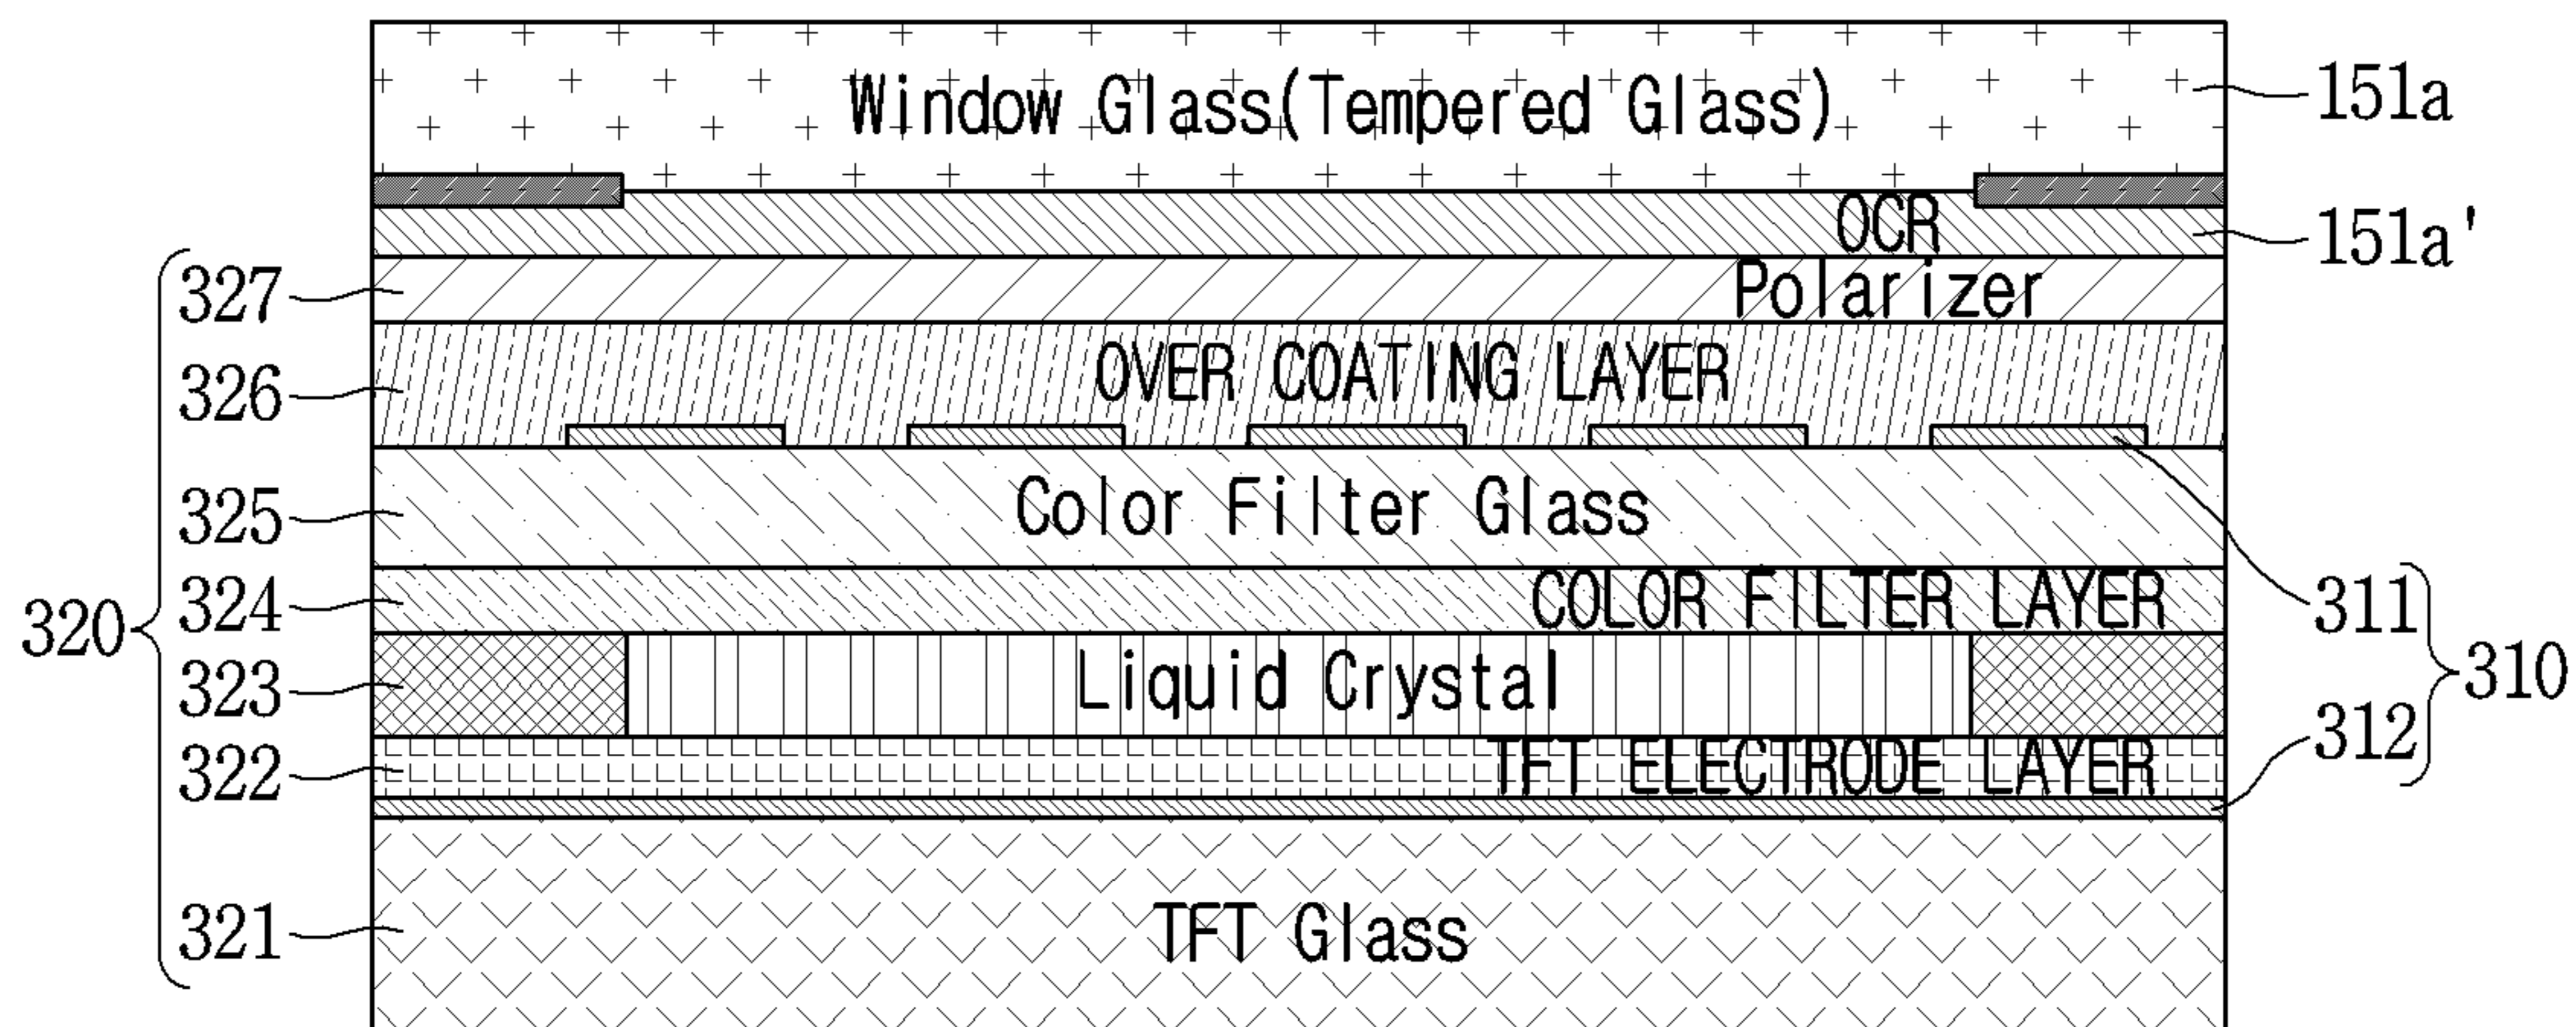 Window Glass(Tempered Glass)
151a
OCR
151a'
327
Polarizer
326
OVER COATING LAYER
325
Color Filter Glass
324
COLOR FILTER LAYER
311
320
310
323
Liquid Crystal
312
322
TFT ELECTRODE LAYER
321
TFT Glass